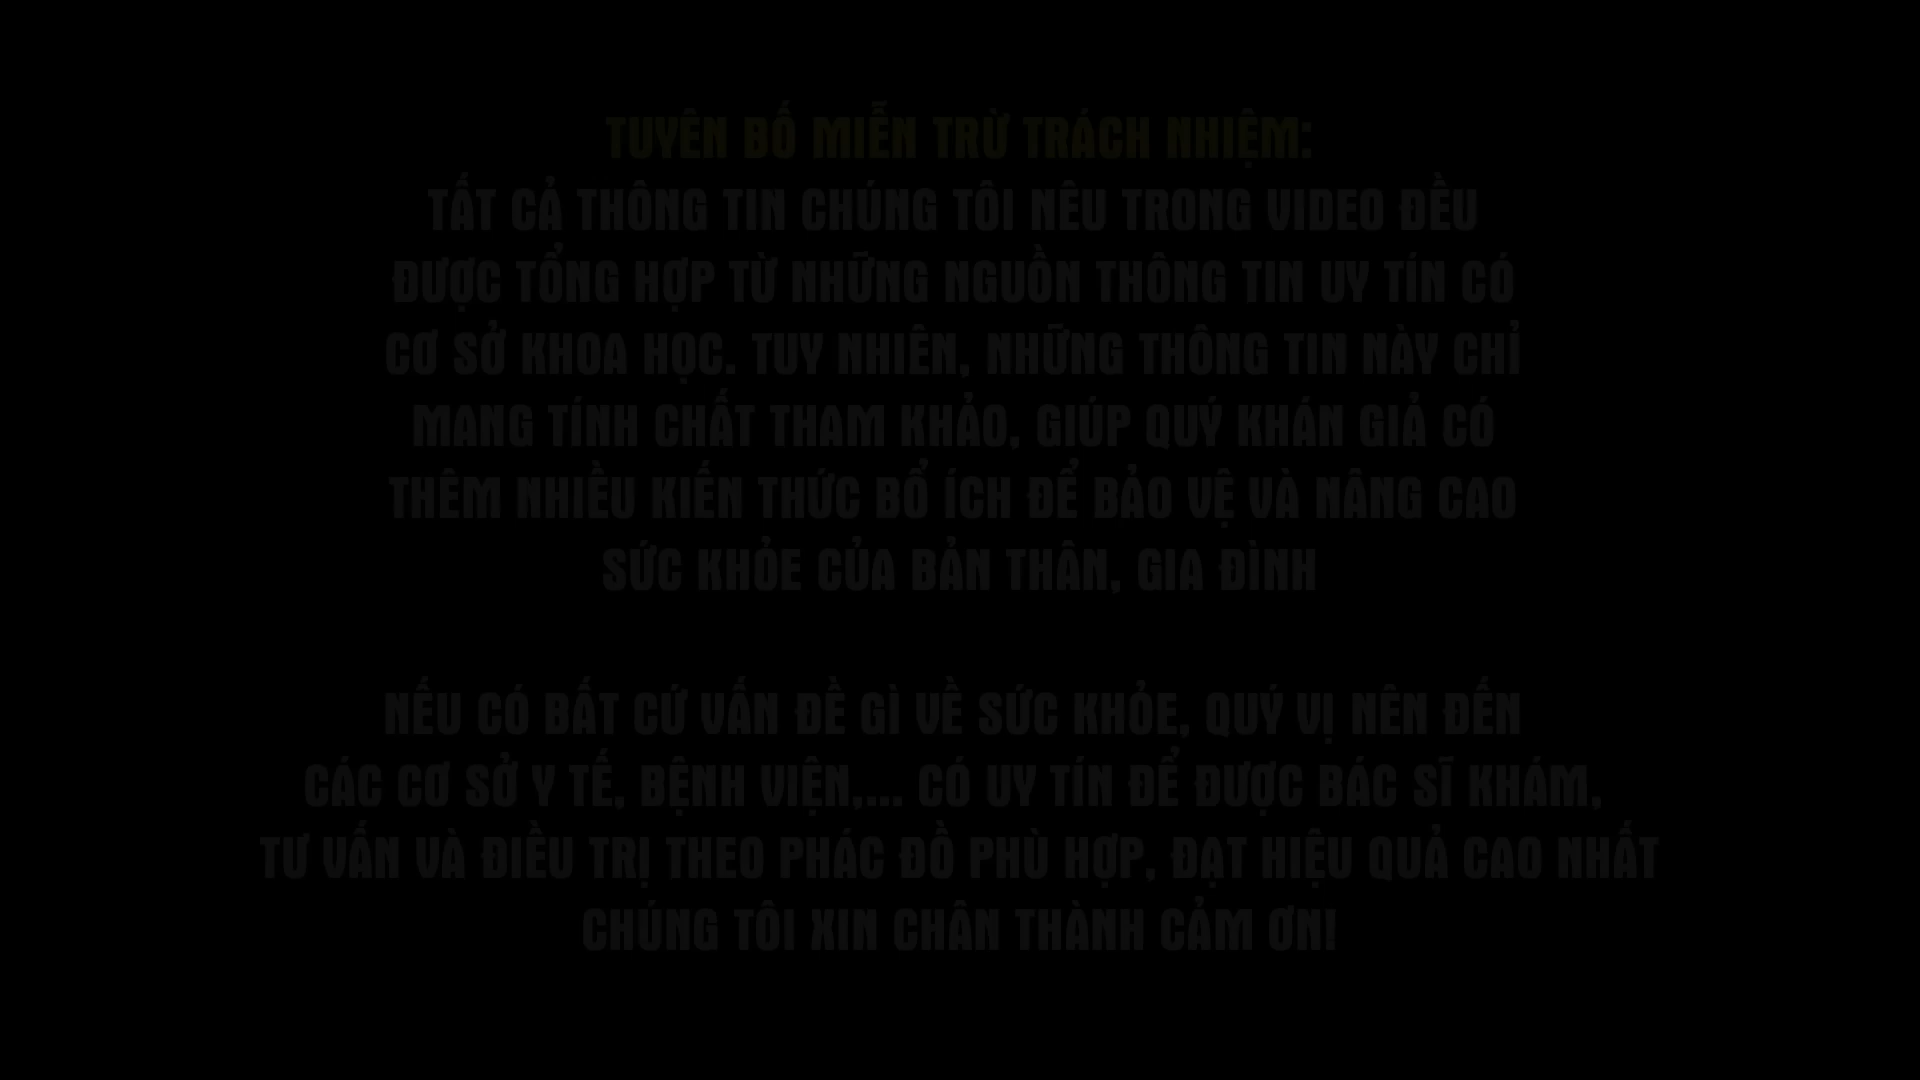 TUYÊN BỐ MIỄN TRỪ TRÁCH NHIỆM:
TẤT CẢ THÔNG TIN CHÚNG TÔI NÊU TRONG VIDEO ĐỀU
ĐƯỢC TỔNG HỢP TỪ NHỮNG NGUỒN THÔNG TIN UY TÍN CÓ
CƠ SỞ KHOA HỌC. TUY NHIÊN, NHỮNG THÔNG TIN NÀY CHỈ
MANG TÍNH CHẤT THAM KHẢO, GIÚP QUÝ KHÁN GIẢ CÓ
THÊM NHIỀU KIẾN THỨC BỔ ÍCH ĐỂ BẢO VỆ VÀ NÂNG CAO
SỨC KHỎE CỦA BẢN THÂN, GIA ĐÌNH
NẾU CÓ BẤT CỨ VẤN ĐỀ GÌ VỀ SỨC KHỎE, QUÝ VỊ NÊN ĐẾN
CÁC CƠ SỞ Y TẾ, BỆNH VIỆN,... CÓ UY TÍN ĐỂ ĐƯỢC BÁC SĨ KHÁM,
TƯ VẤN VÀ ĐIỀU TRỊ THEO PHÁC ĐỒ PHÙ HỢP, ĐẠT HIỆU QUẢ CAO NHẤT
CHÚNG TÔI XIN CHÂN THÀNH CẢM ƠN!